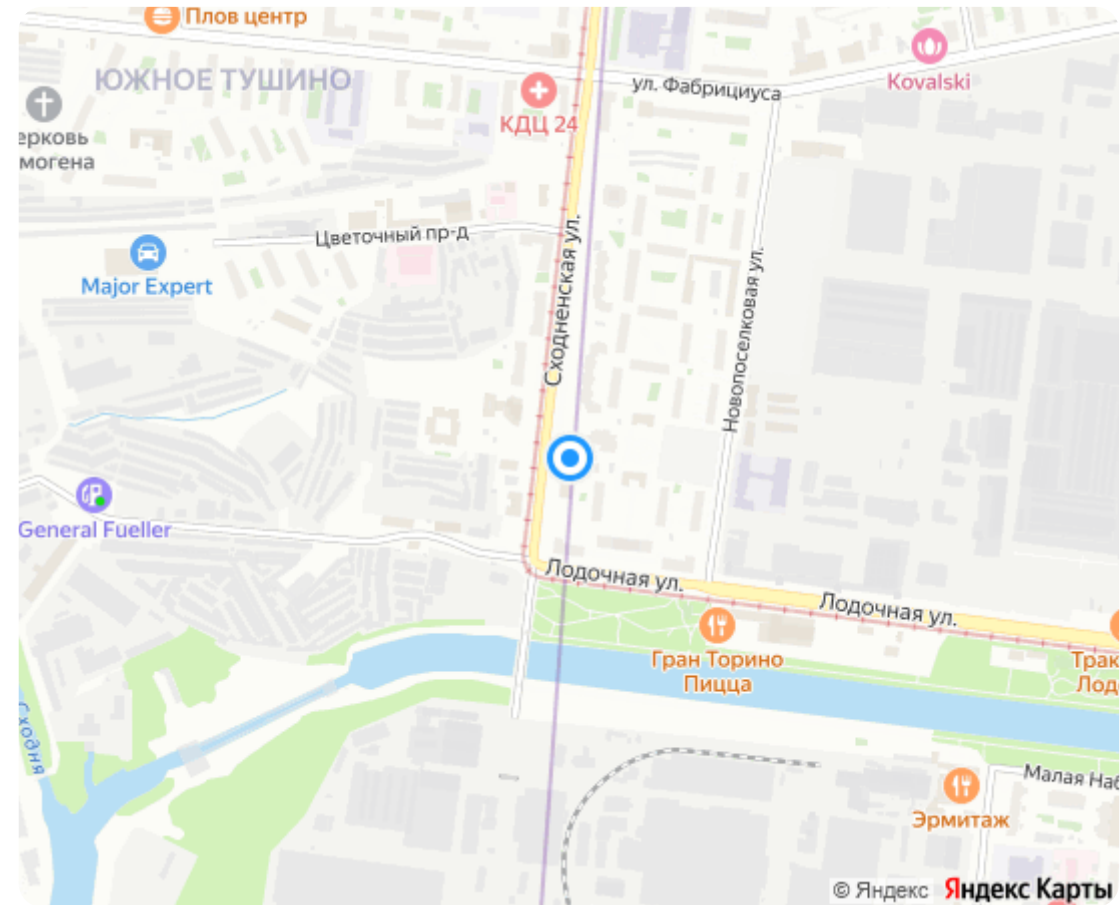 Плов центр
ЮЖНОЕ ТУШИНО
ул. Фабрициуса
Kovalski
КДЦ 24
ерковь
могена
Цветочный пр-д
Major Expert
Сходненская ул.
Новопоселковая ул.
General Fueller
Лодочная ул.
Лодочная ул.
Гран Торино
Пицца
Трак
Лод
Сходня
Малая Наб
Эрмитаж
© Яндекс Яндекс Карты